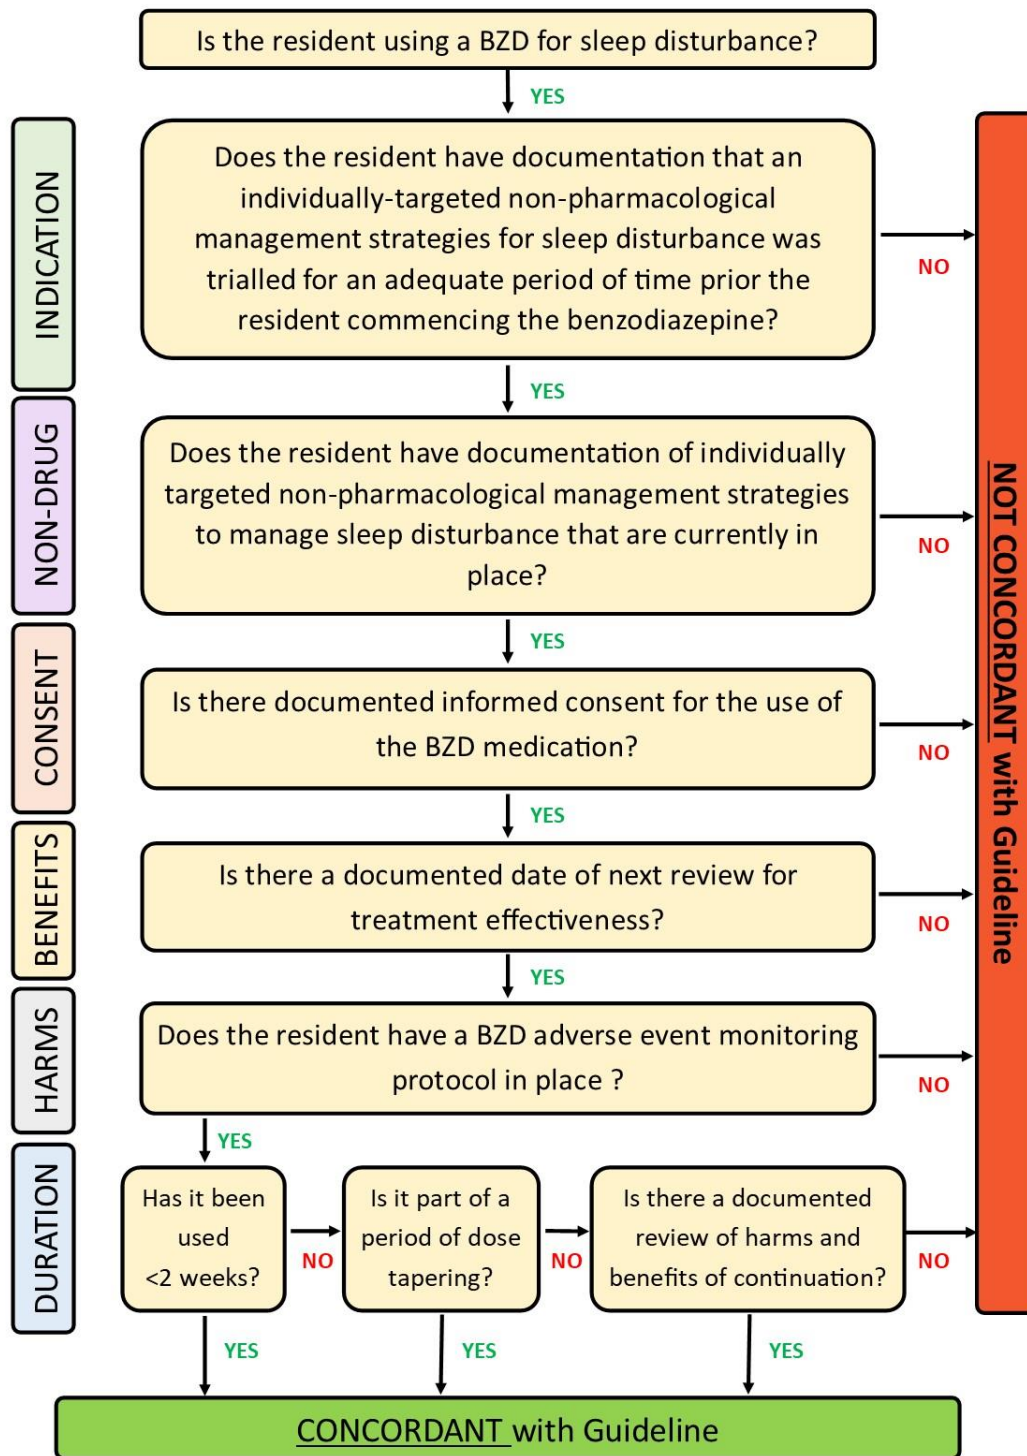 Is the resident using a BZD for sleep disturbance?
YES
INDICATION
Does the resident have documentation that an
individually-targeted non-pharmacological
management strategies for sleep disturbance was
trialled for an adequate period of time prior the
resident commencing the benzodiazepine?
NO
YES
NON-DRUG
Does the resident have documentation of individually
targeted non-pharmacological management strategies
to manage sleep disturbance that are currently in
place?
NO
YES
CONSENT
Is there documented informed consent for the use of
the BZD medication?
NO
YES
BENEFITS
Is there a documented date of next review for
treatment effectiveness?
NO
YES
HARMS
Does the resident have a BZD adverse event monitoring
protocol in place ?
NO
YES
DURATION
Has it been
used
<2 weeks?
NO
Is it part of a
period of dose
tapering?
NO
Is there a documented
review of harms and
benefits of continuation?
NO
YES
YES
YES
NOT CONCORDANT with Guideline
CONCORDANT with Guideline